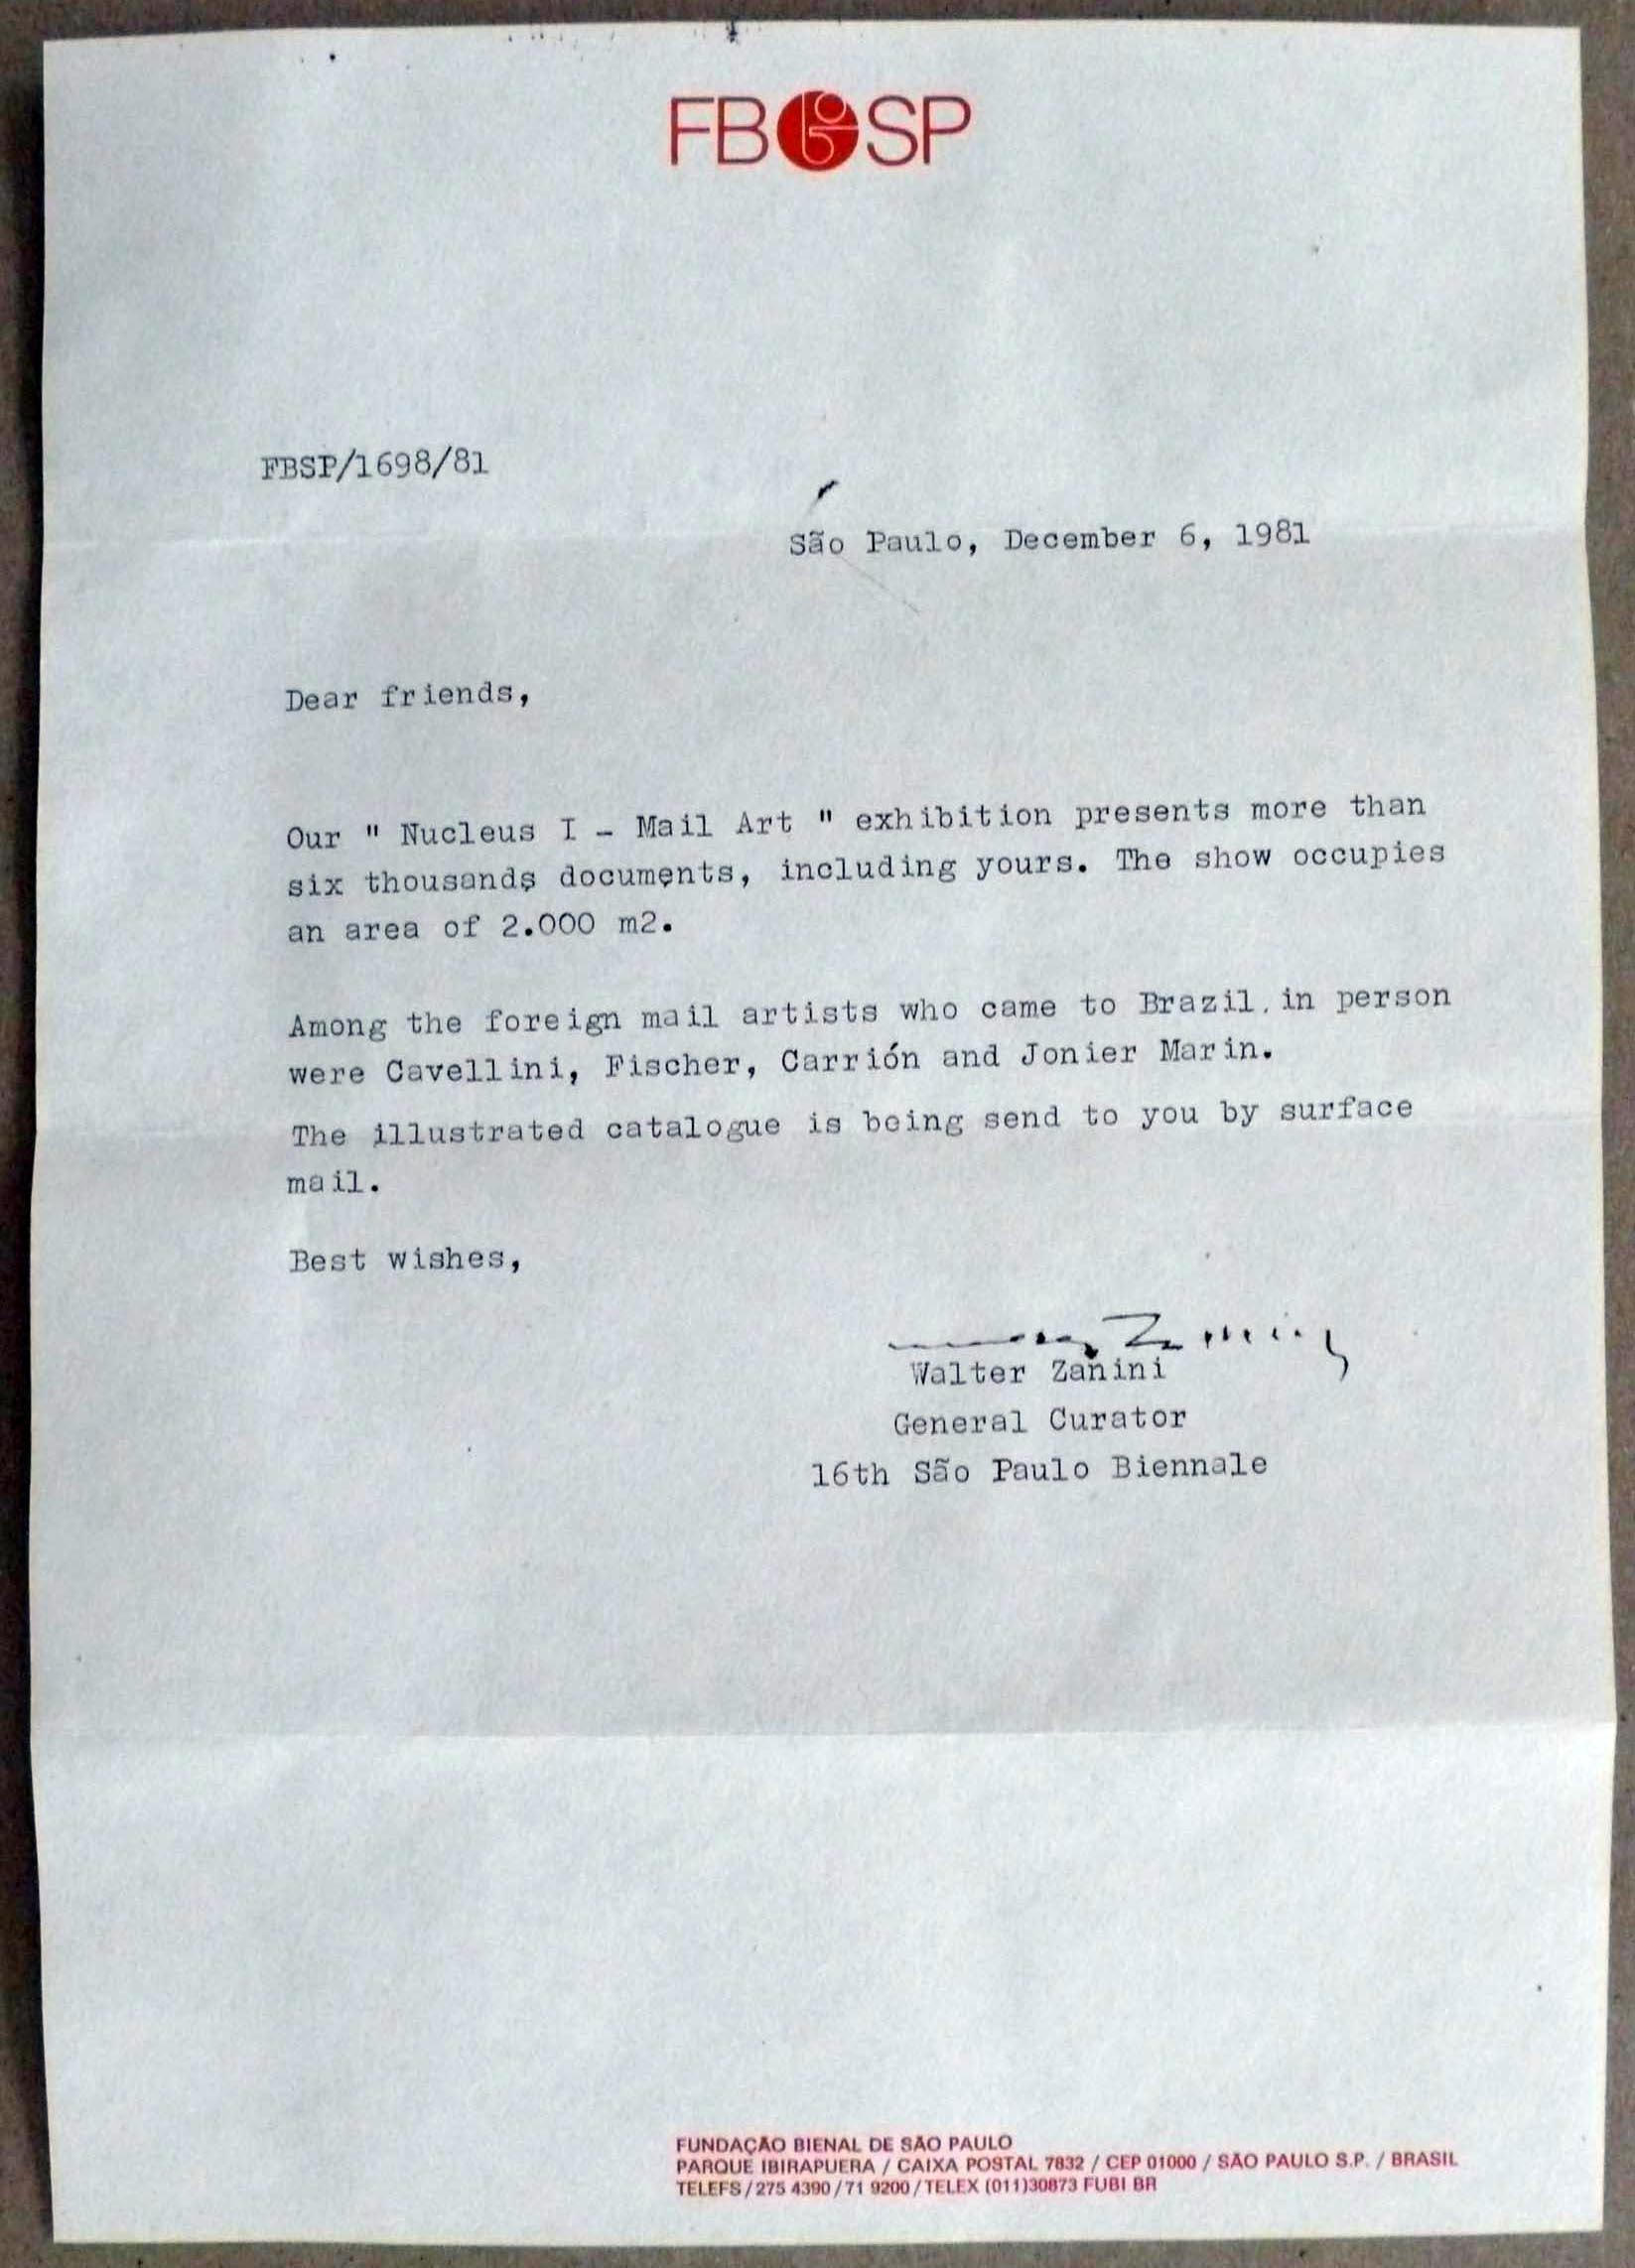 FB SP
FBSP/1698/81
São Paulo, December 6, 1981
Dear friends,
Our " Nucleus I - Mail Art " exhibition presents more than
six thousands documents, including yours. The show occupies
an area of 2.000 m2.
Among the foreign mail artists who came to Brazil. in person
were Cavellini, Fischer, Carrión and Jonier Marin.
The illustrated catalogue is being send to you by surface
mail.
Best wishes,
Walter Zanini
General Curator
16th São Paulo Biennale
FUNDAÇÃO BIENAL DE SÃO PAULO
PARQUE IBIRAPUERA / CAIXA POSTAL 7832 / CEP 01000 / SÃO PAULO S.P. / BRASIL
TELEFS / 275 4390 / 71 9200 / TELEX (011)30873 FUBI BR